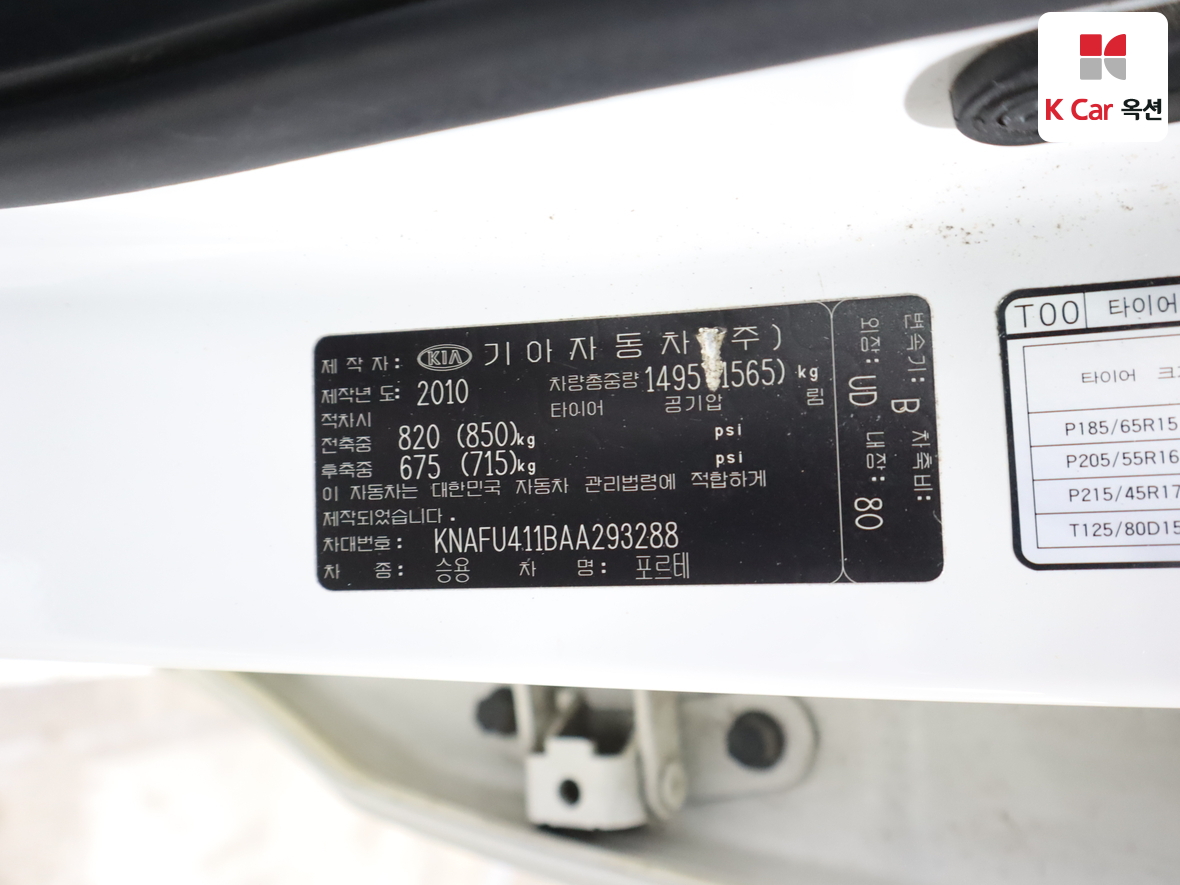 K Car 옥션
제 작 자: KIA 기 아 자 동 차 주 )
제작년 도: 2010 차량총중량 1495 1565) kg
적차시 타이어 공기압 림
전축중 820 (850)kg psi
후축중 675 (715)kg psi
이 자동차는 대한민국 자동차 관리법령에 적합하게
제작되었습니다.
차대번호: KNAFU411BAA293288
차 종: 승용 차 명: 포르테
변속기: B 차축비:
외장: UD 내장: 80
T00 타이어
타이어
P185/65R15
P205/55R16
P215/45R17
T125/80D15